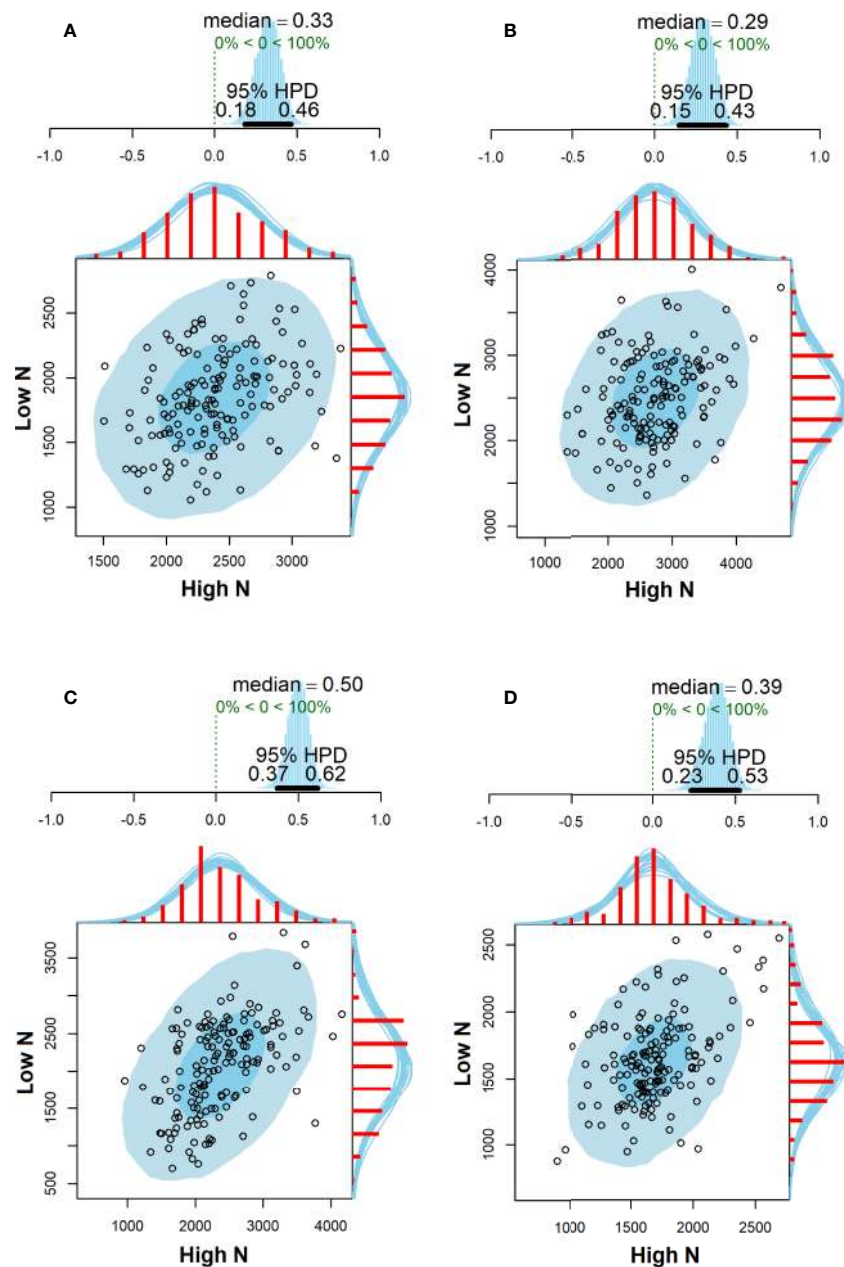 A
median = 0.33
0% < 0 < 100%
95% HPD
0.18 0.46
-1.0 -0.5 0.0 0.5 1.0
2500
2000
1500
1000
Low N
1500 2000 2500 3000
High N
B
median = 0.29
0% < 0 < 100%
95% HPD
0.15 0.43
-1.0 -0.5 0.0 0.5 1.0
4000
3000
2000
1000
Low N
1000 2000 3000 4000
High N
C
median = 0.50
0% < 0 < 100%
95% HPD
0.37 0.62
-1.0 -0.5 0.0 0.5 1.0
3500
2500
1500
500
Low N
1000 2000 3000 4000
High N
D
median = 0.39
0% < 0 < 100%
95% HPD
0.23 0.53
-1.0 -0.5 0.0 0.5 1.0
2500
2000
1500
1000
Low N
1000 1500 2000 2500
High N